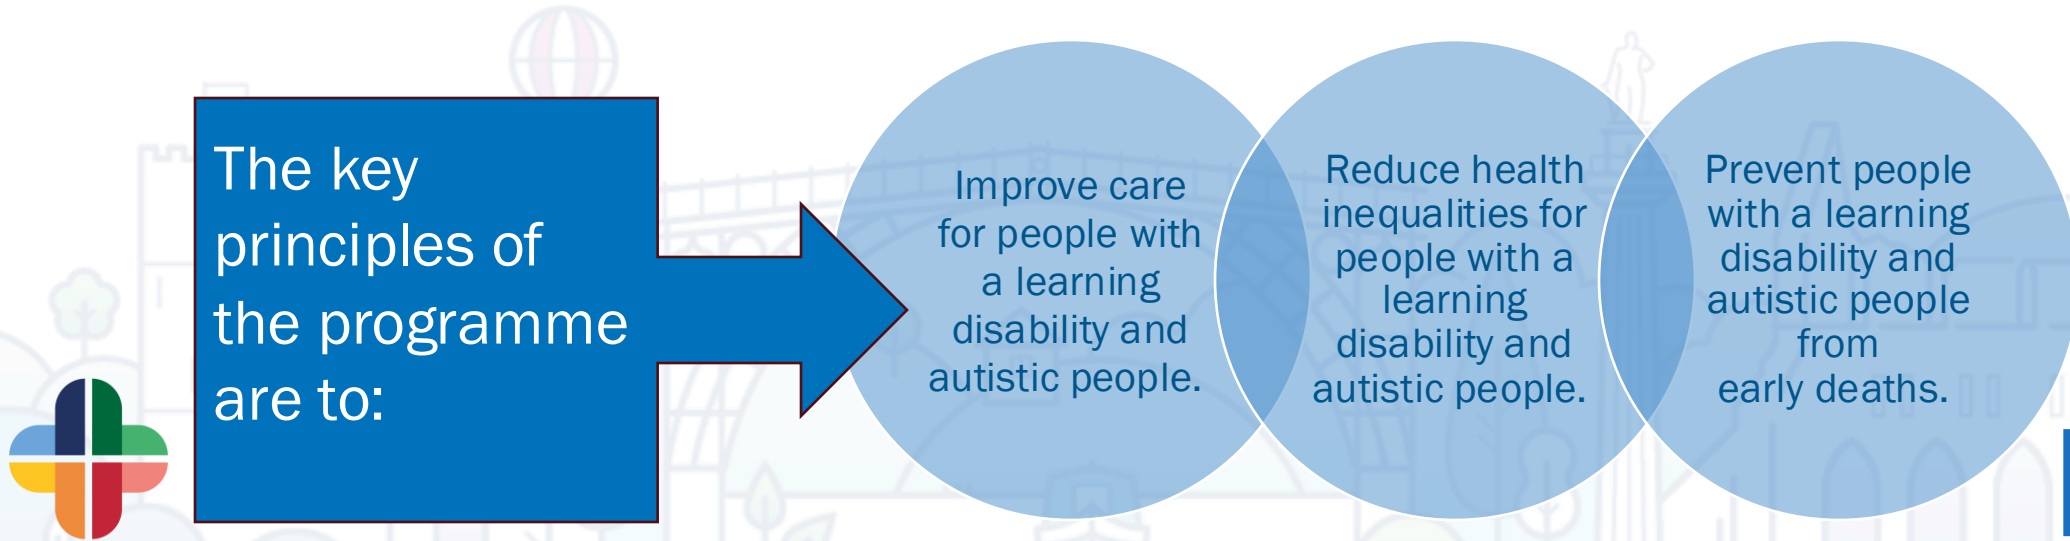 The key
principles of
the programme
are to:
Improve care
for people with
a learning
disability and
autistic people.
Reduce health
inequalities for
people with a
learning
disability and
autistic people.
Prevent people
with a learning
disability and
autistic people
from
early deaths.